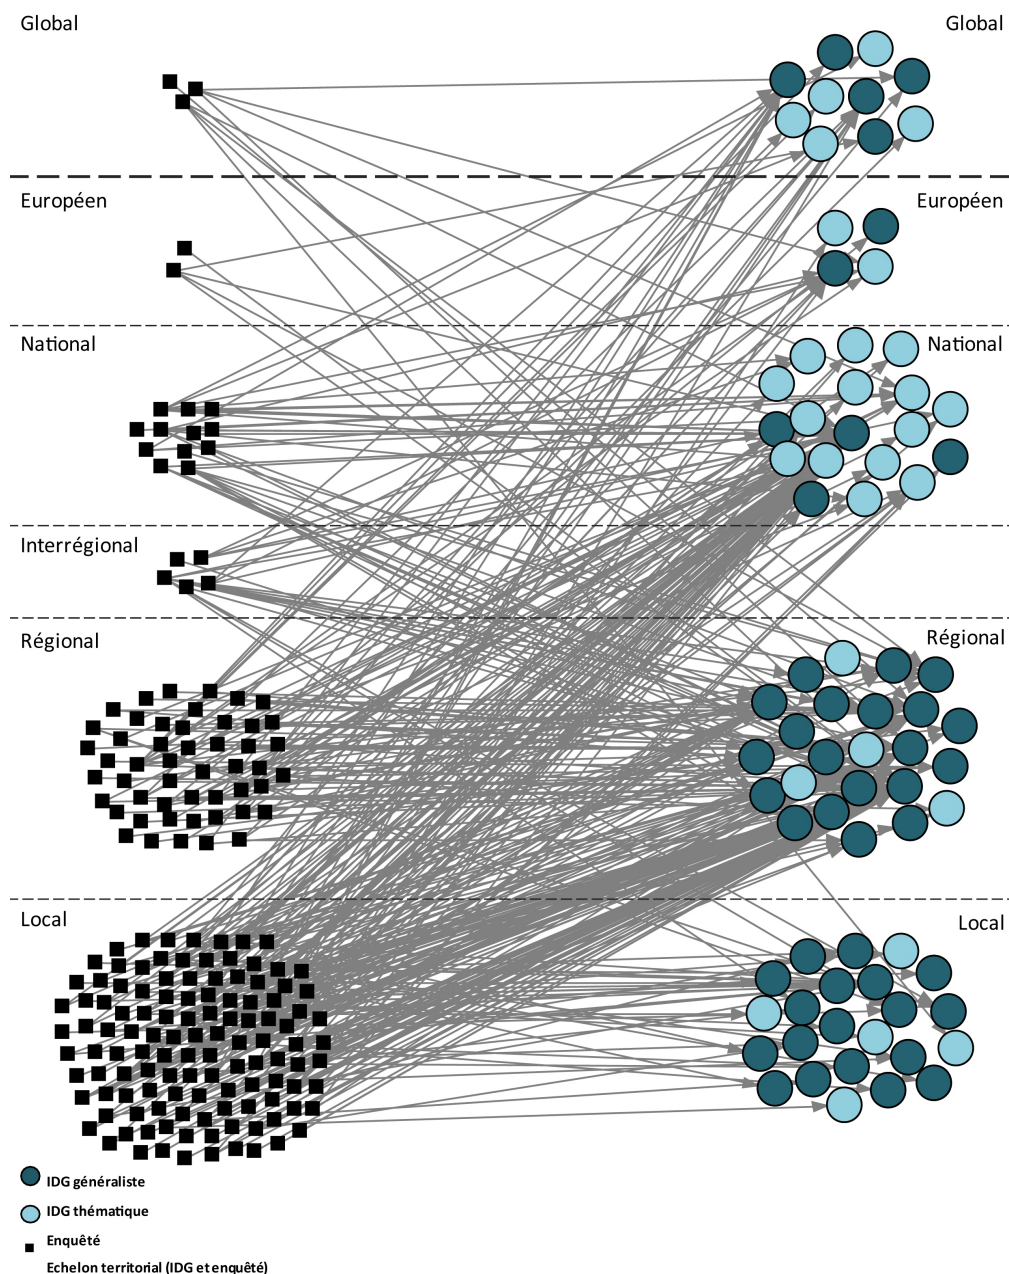 Global
Global
Européen
Européen
National
National
Interrégional
Régional
Régional
Local
Local
IDG généraliste
IDG thématique
Enquêté
Echelon territorial (IDG et enquêté)